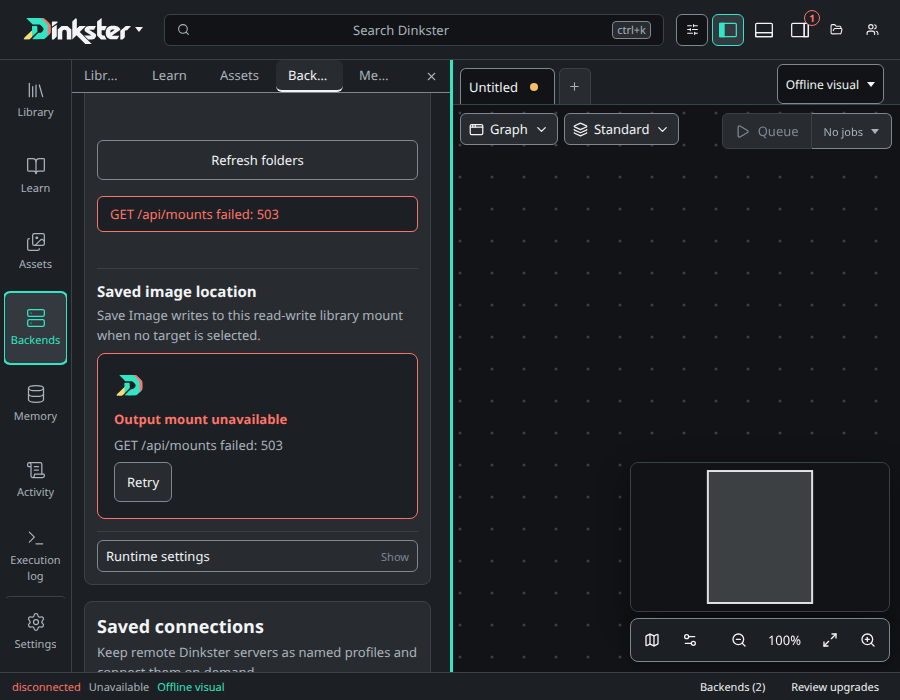 Dinkster
Search Dinkster
ctrl+k
1
Libr...
Learn
Assets
Back...
Me...
Untitled
Offline visual
Library
Learn
Assets
Backends
Memory
Activity
Execution
log
Settings
Refresh folders
GET /api/mounts failed: 503
Saved image location
Save Image writes to this read-write library mount
when no target is selected.
Output mount unavailable
GET /api/mounts failed: 503
Retry
Runtime settings
Show
Saved connections
Keep remote Dinkster servers as named profiles and
connect them on demand.
Graph
Standard
Queue
No jobs
100%
disconnected
Unavailable
Offline visual
Backends (2)
Review upgrades